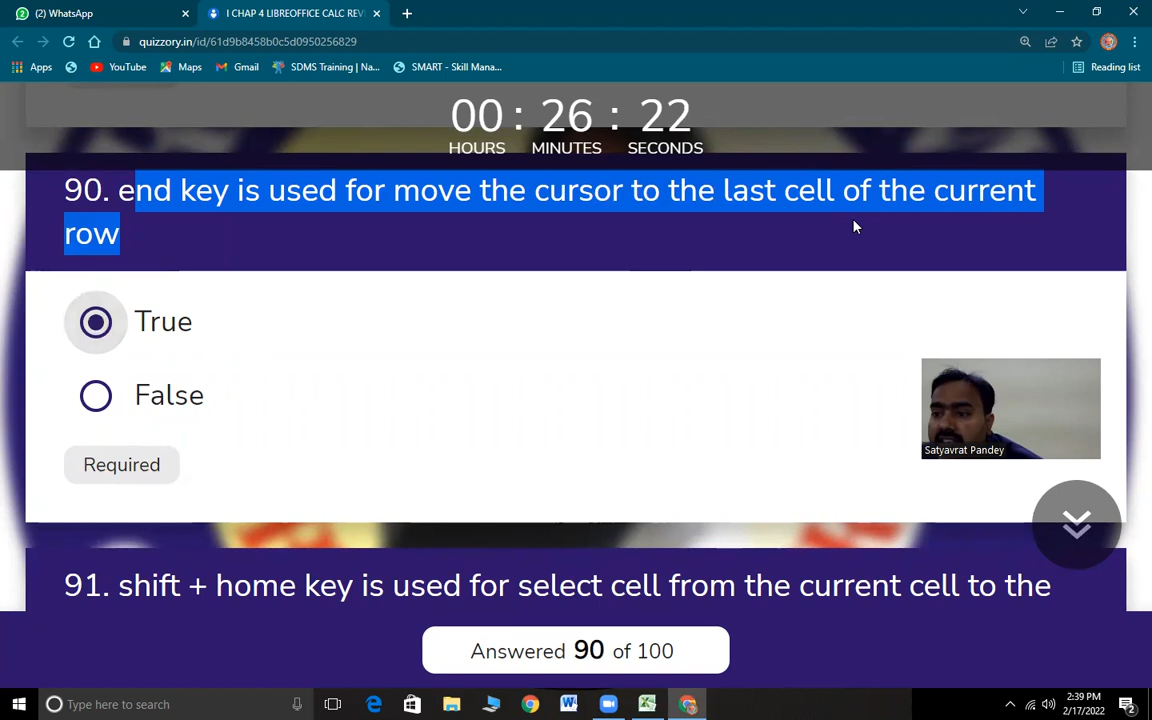 (2) WhatsApp
I CHAP 4 LIBREOFFICE CALC REV
quizzory.in/id/61d9b8458b0c5d0950256829
Apps
YouTube
Maps
Gmail
SDMS Training | Na...
SMART - Skill Mana...
Reading list
00 : 26 : 22
HOURS MINUTES SECONDS
90. end key is used for move the cursor to the last cell of the current
row
True
False
Required
Satyavrat Pandey
91. shift + home key is used for select cell from the current cell to the
Answered 90 of 100
Type here to search
2:39 PM
2/17/2022
2